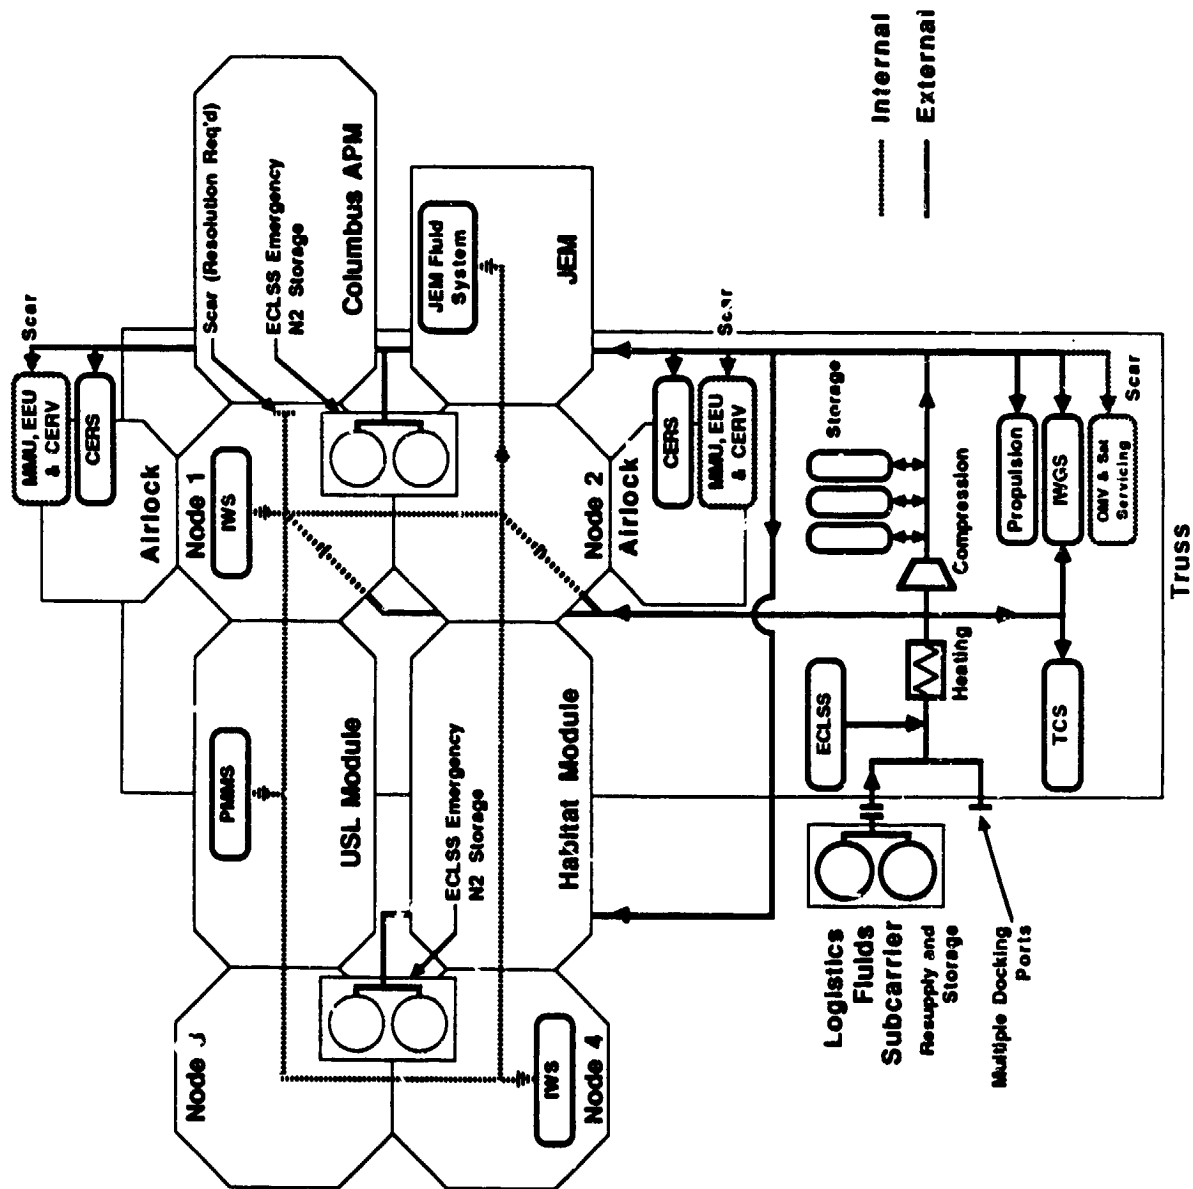 MMU, EEU
& CERV
Scar
CERS
Airlock
Scar (Resolution Req'd)
ECLSS Emergency
N2 Storage
Columbus APM
Node 1
IWS
PMMS
USL Module
Node 3
JEM Fluid
System
JEM
Node 2
Airlock
ECLSS Emergency
N2 Storage
Habitat Module
IWS
Node 4
CERS
MMU, EEU
& CERV
Scar
Storage
Compression
Heating
ECLSS
Logistics
Fluids
Subcarrier
Resupply and
Storage
Multiple Docking
Ports
Propulsion
IWGS
OMV & Sat
Servicing
Scar
TCS
Truss
Internal
External